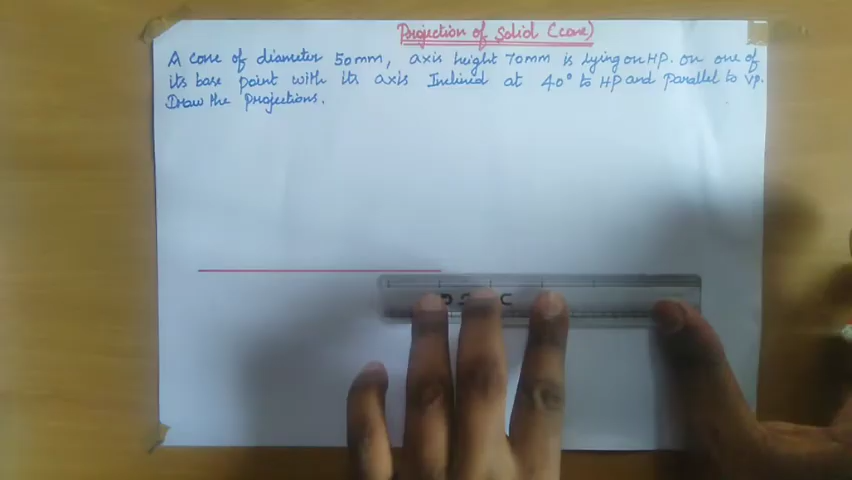 Projection of Solid (cone)
A Cone of diameter 50mm, axis height 70mm is lying on HP. on one of
its base point with its axis Inclined at 40° to HP and parallel to VP.
Draw the Projections.